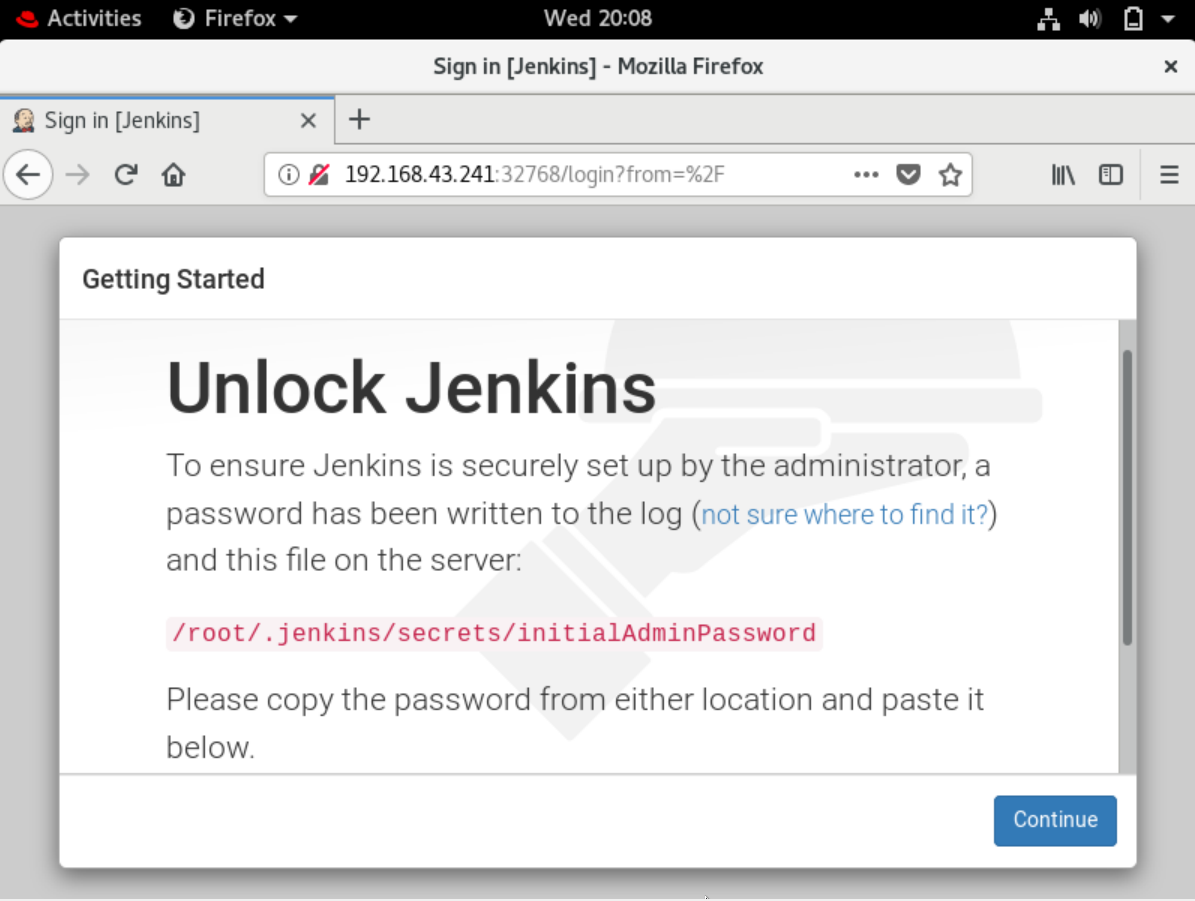 Activities Firefox Wed 20:08
Sign in [Jenkins] - Mozilla Firefox
Sign in [Jenkins]
192.168.43.241:32768/login?from=%2F
Getting Started
Unlock Jenkins
To ensure Jenkins is securely set up by the administrator, a
password has been written to the log (not sure where to find it?)
and this file on the server:
/root/.jenkins/secrets/initialAdminPassword
Please copy the password from either location and paste it
below.
Continue